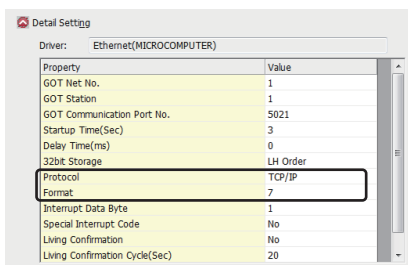 Detail Setting
Driver: Ethernet(MICROCOMPUTER)
Property Value
GOT Net No. 1
GOT Station 1
GOT Communication Port No. 5021
Startup Time(Sec) 3
Delay Time(ms) 0
32bit Storage LH Order
Protocol TCP/IP
Format 7
Interrupt Data Byte 1
Special Interrupt Code No
Living Confirmation No
Living Confirmation Cycle(Sec) 20